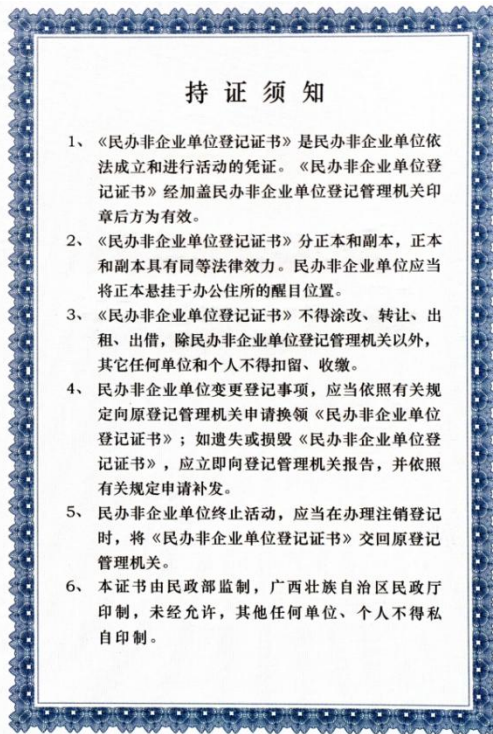 持证须知
1、《民办非企业单位登记证书》是民办非企业单位依
法成立和进行活动的凭证。《民办非企业单位登
记证书》经加盖民办非企业单位登记管理机关印
章后方为有效。
2、《民办非企业单位登记证书》分正本和副本，正本
和副本具有同等法律效力。民办非企业单位应当
将正本悬挂于办公住所的醒目位置。
3、《民办非企业单位登记证书》不得涂改、转让、出
租、出借，除民办非企业单位登记管理机关以外，
其它任何单位和个人不得扣留、收缴。
4、民办非企业单位变更登记事项，应当依照有关规
定向原登记管理机关申请换领《民办非企业单位
登记证书》；如遗失或损毁《民办非企业单位登
记证书》，应立即向登记管理机关报告，并依照
有关规定申请补发。
5、民办非企业单位终止活动，应当在办理注销登记
时，将《民办非企业单位登记证书》交回原登记
管理机关。
6、本证书由民政部监制，广西壮族自治区民政厅
印制，未经允许，其他任何单位、个人不得私
自印制。